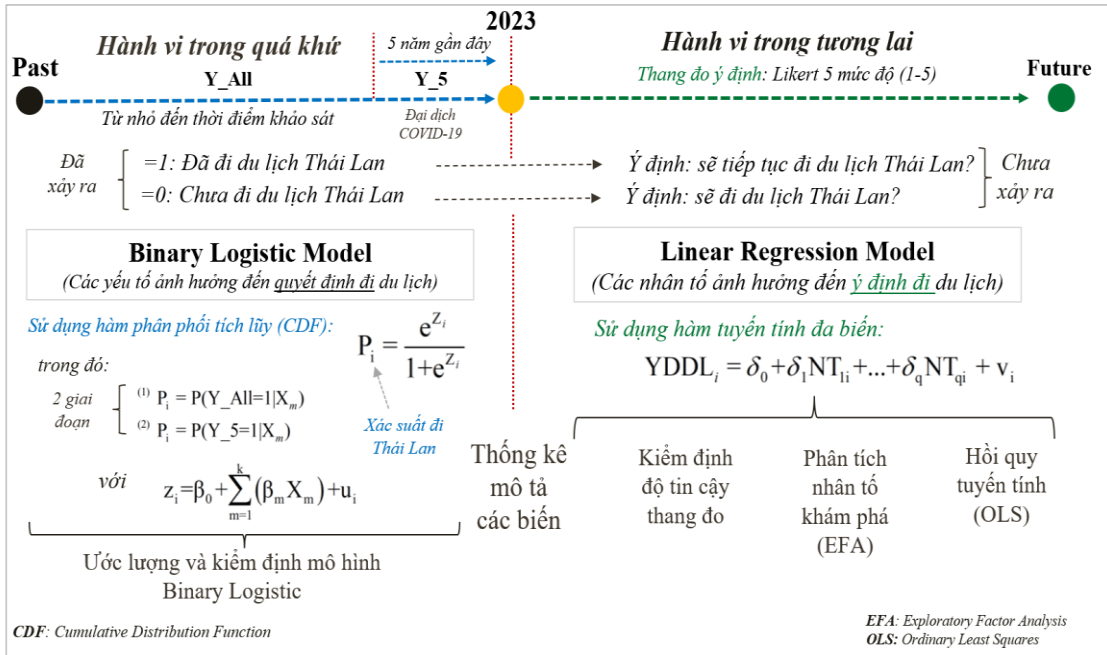 2023
Hành vi trong quá khứ
5 năm gần đây
Hành vi trong tương lai
Past
Y_All
Y_5
Thang đo ý định: Likert 5 mức độ (1-5)
Future
Từ nhỏ đến thời điểm khảo sát
Đại dịch
COVID-19
Đã
xảy ra
=1: Đã đi du lịch Thái Lan
=0: Chưa đi du lịch Thái Lan
Ý định: sẽ tiếp tục đi du lịch Thái Lan?
Ý định: sẽ đi du lịch Thái Lan?
Chưa
xảy ra
Binary Logistic Model
(Các yếu tố ảnh hưởng đến quyết định đi du lịch)
Sử dụng hàm phân phối tích lũy (CDF):
P_i = e^{Z_i} / (1+e^{Z_i})
trong đó:
2 giai
đoạn
(1) P_i = P(Y_All=1|X_m)
(2) P_i = P(Y_5=1|X_m)
Xác suất đi
Thái Lan
với
z_i=β_0+∑_{m=1}^{k}(β_m X_m)+u_i
Ước lượng và kiểm định mô hình
Binary Logistic
Thống kê
mô tả
các biến
Linear Regression Model
(Các nhân tố ảnh hưởng đến ý định đi du lịch)
Sử dụng hàm tuyến tính đa biến:
YDDL_i = δ_0+δ_1NT_{1i}+...+δ_qNT_{qi} + v_i
Kiểm định
độ tin cậy
thang đo
Phân tích
nhân tố
khám phá
(EFA)
Hồi quy
tuyến tính
(OLS)
CDF: Cumulative Distribution Function
EFA: Exploratory Factor Analysis
OLS: Ordinary Least Squares